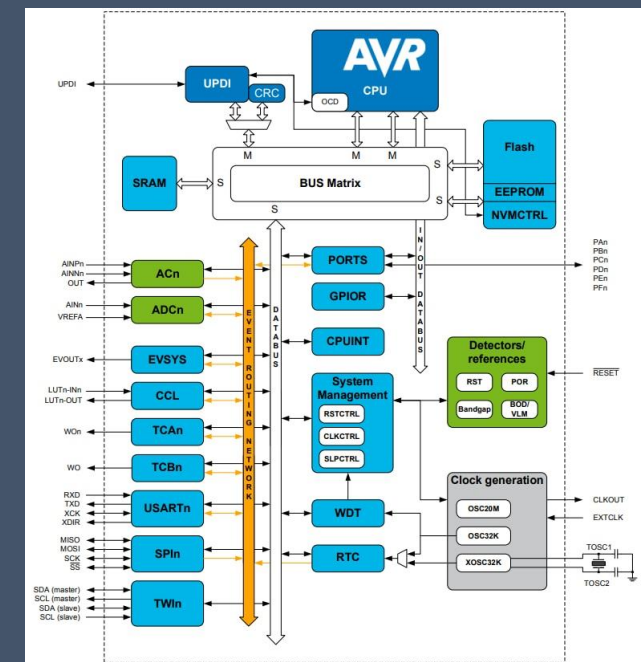 AVR
CPU
OCD
UPDI
UPDI
CRC
M
M
M
SRAM
S
BUS Matrix
S
S
S
Flash
EEPROM
NVMCTRL
AINPn
AINNn
OUT
ACn
AINn
VREFA
ADCn
EVOUTx
EVSYS
LUTn-INn
LUTn-OUT
CCL
WOn
TCAn
WO
TCBn
RXD
TXD
XCK
XDIR
USARTn
MISO
MOSI
SCK
SS
SPIn
SDA (master)
SCL (master)
SDA (slave)
SCL (slave)
TWIn
EVENT ROUTING NETWORK
DATABUS
IN/OUT DATABUS
PORTS
GPIOR
CPUINT
System
Management
RSTCTRL
CLKCTRL
SLPCTRL
WDT
RTC
PAn
PBn
PCn
PDn
PEn
PFn
Detectors/
references
RST
POR
Bandgap
BOD/
VLM
RESET
Clock generation
OSC20M
OSC32K
XOSC32K
CLKOUT
EXTCLK
TOSC1
TOSC2